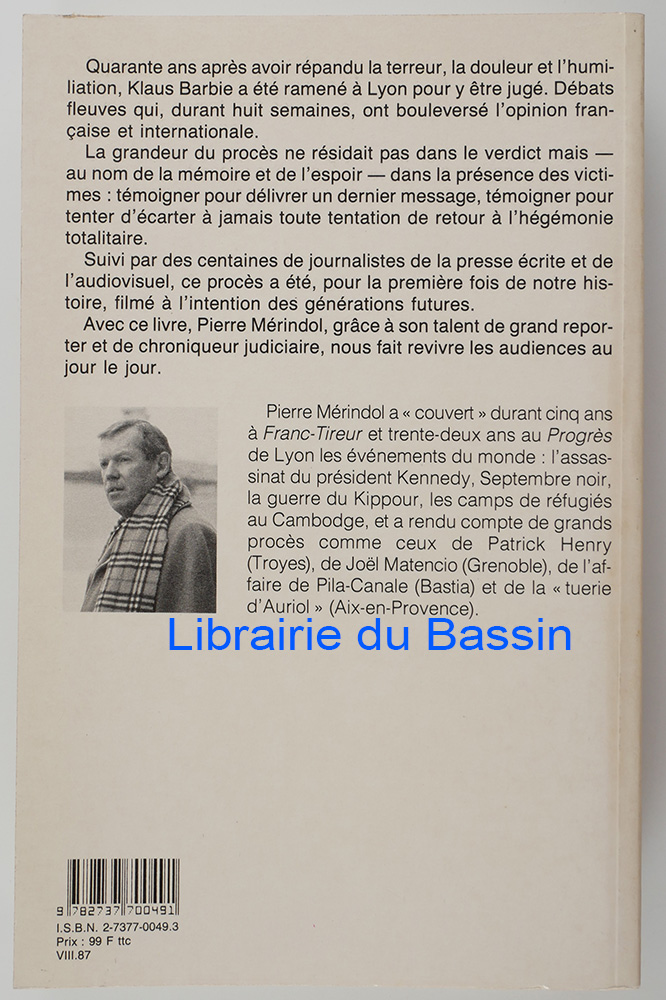 Quarante ans après avoir répandu la terreur, la douleur et l'humi-
liation, Klaus Barbie a été ramené à Lyon pour y être jugé. Débats
fleuves qui, durant huit semaines, ont bouleversé l'opinion fran-
çaise et internationale.
La grandeur du procès ne résidait pas dans le verdict mais —
au nom de la mémoire et de l'espoir — dans la présence des victi-
mes : témoigner pour délivrer un dernier message, témoigner pour
tenter d'écarter à jamais toute tentation de retour à l'hégémonie
totalitaire.
Suivi par des centaines de journalistes de la presse écrite et de
l'audiovisuel, ce procès a été, pour la première fois de notre his-
toire, filmé à l'intention des générations futures.
Avec ce livre, Pierre Mérindol, grâce à son talent de grand repor-
ter et de chroniqueur judiciaire, nous fait revivre les audiences au
jour le jour.
Pierre Mérindol a « couvert » durant cinq ans
à Franc-Tireur et trente-deux ans au Progrès
de Lyon les événements du monde : l'assas-
sinat du président Kennedy, Septembre noir,
la guerre du Kippour, les camps de réfugiés
au Cambodge, et a rendu compte de grands
procès comme ceux de Patrick Henry
(Troyes), de Joël Matencio (Grenoble), de l'af-
faire de Pila-Canale (Bastia) et de la « tuerie
d'Auriol » (Aix-en-Provence).
Librairie du Bassin
9 782737 700491
I.S.B.N. 2-7377-0049.3
Prix : 99 F ttc
VIII.87